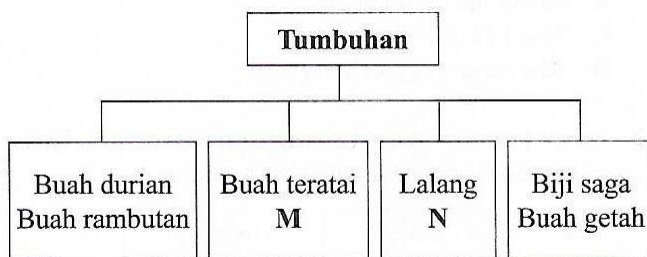 Tumbuhan
Buah durian
Buah rambutan
Buah teratai
M
Lalang
N
Biji saga
Buah getah